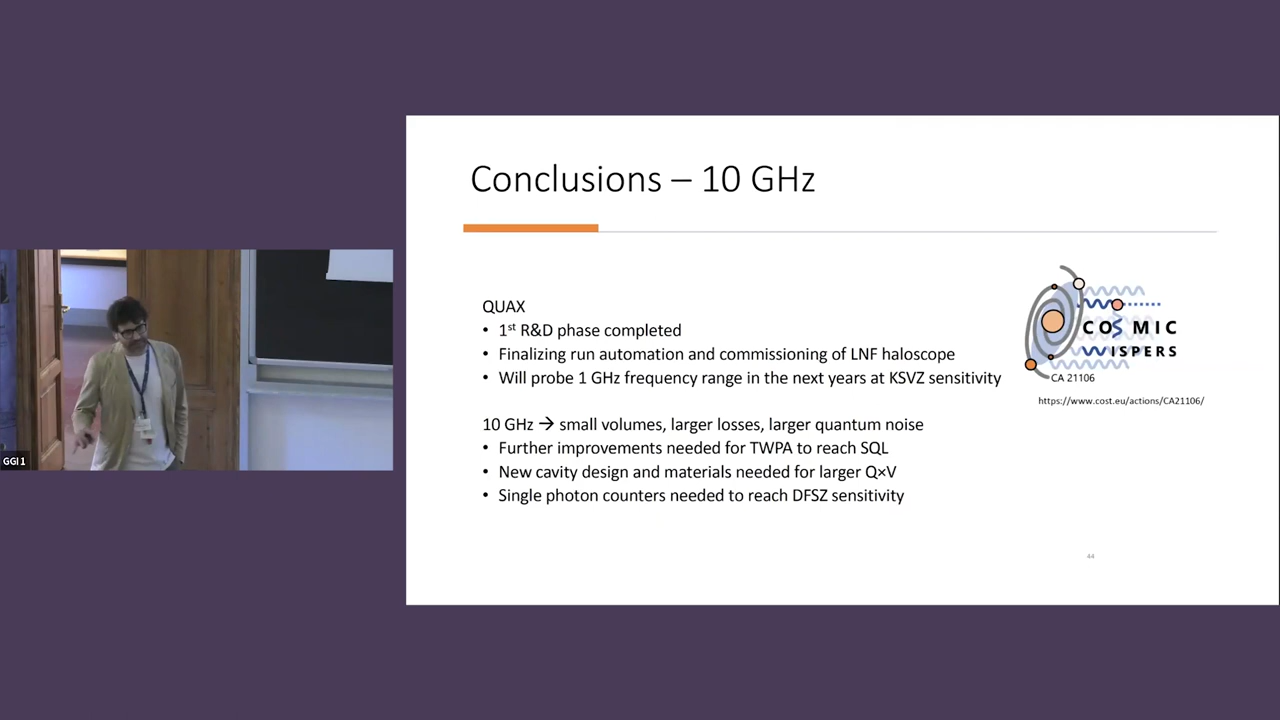 Conclusions – 10 GHz
QUAX
• 1st R&D phase completed
• Finalizing run automation and commissioning of LNF haloscope
• Will probe 1 GHz frequency range in the next years at KSVZ sensitivity
10 GHz → small volumes, larger losses, larger quantum noise
• Further improvements needed for TWPA to reach SQL
• New cavity design and materials needed for larger Q×V
• Single photon counters needed to reach DFSZ sensitivity
COSMIC
WISPERS
CA 21106
https://www.cost.eu/actions/CA21106/
44
GGI 1